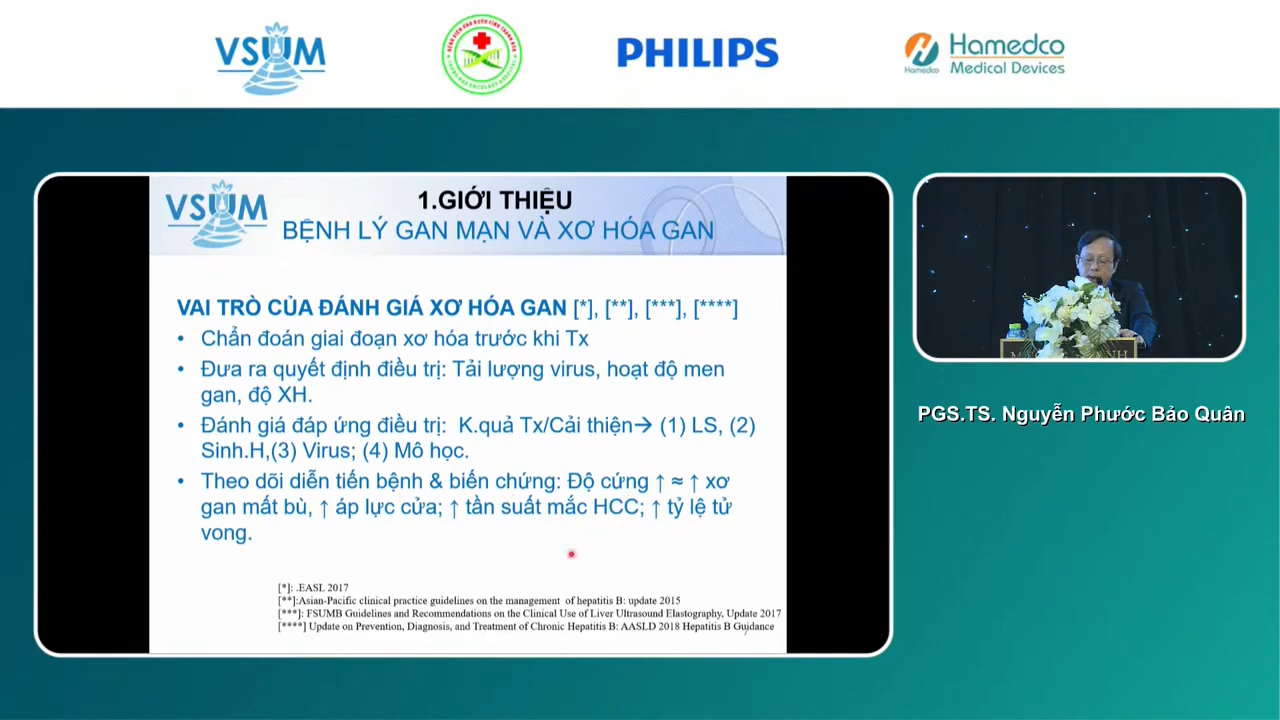 VSUM
PHILIPS
Hamedco
Hamedco
Medical Devices
VSUM
1.GIỚI THIỆU
BỆNH LÝ GAN MẠN VÀ XƠ HÓA GAN
VAI TRÒ CỦA ĐÁNH GIÁ XƠ HÓA GAN [*], [**], [***], [****]
• Chẩn đoán giai đoạn xơ hóa trước khi Tx
• Đưa ra quyết định điều trị: Tải lượng virus, hoạt độ men
gan, độ XH.
• Đánh giá đáp ứng điều trị: K.quả Tx/Cải thiện→ (1) LS, (2)
Sinh.H,(3) Virus; (4) Mô học.
• Theo dõi diễn tiến bệnh & biến chứng: Độ cứng ↑ ≈ ↑ xơ
gan mất bù, ↑ áp lực cửa; ↑ tần suất mắc HCC; ↑ tỷ lệ tử
vong.
[*]: .EASL 2017
[**]:Asian-Pacific clinical practice guidelines on the management of hepatitis B: update 2015
[***]: FSUMB Guidelines and Recommendations on the Clinical Use of Liver Ultrasound Elastography, Update 2017
[****] Update on Prevention, Diagnosis, and Treatment of Chronic Hepatitis B: AASLD 2018 Hepatitis B Guidance
7
PGS.TS. Nguyễn Phước Bảo Quân